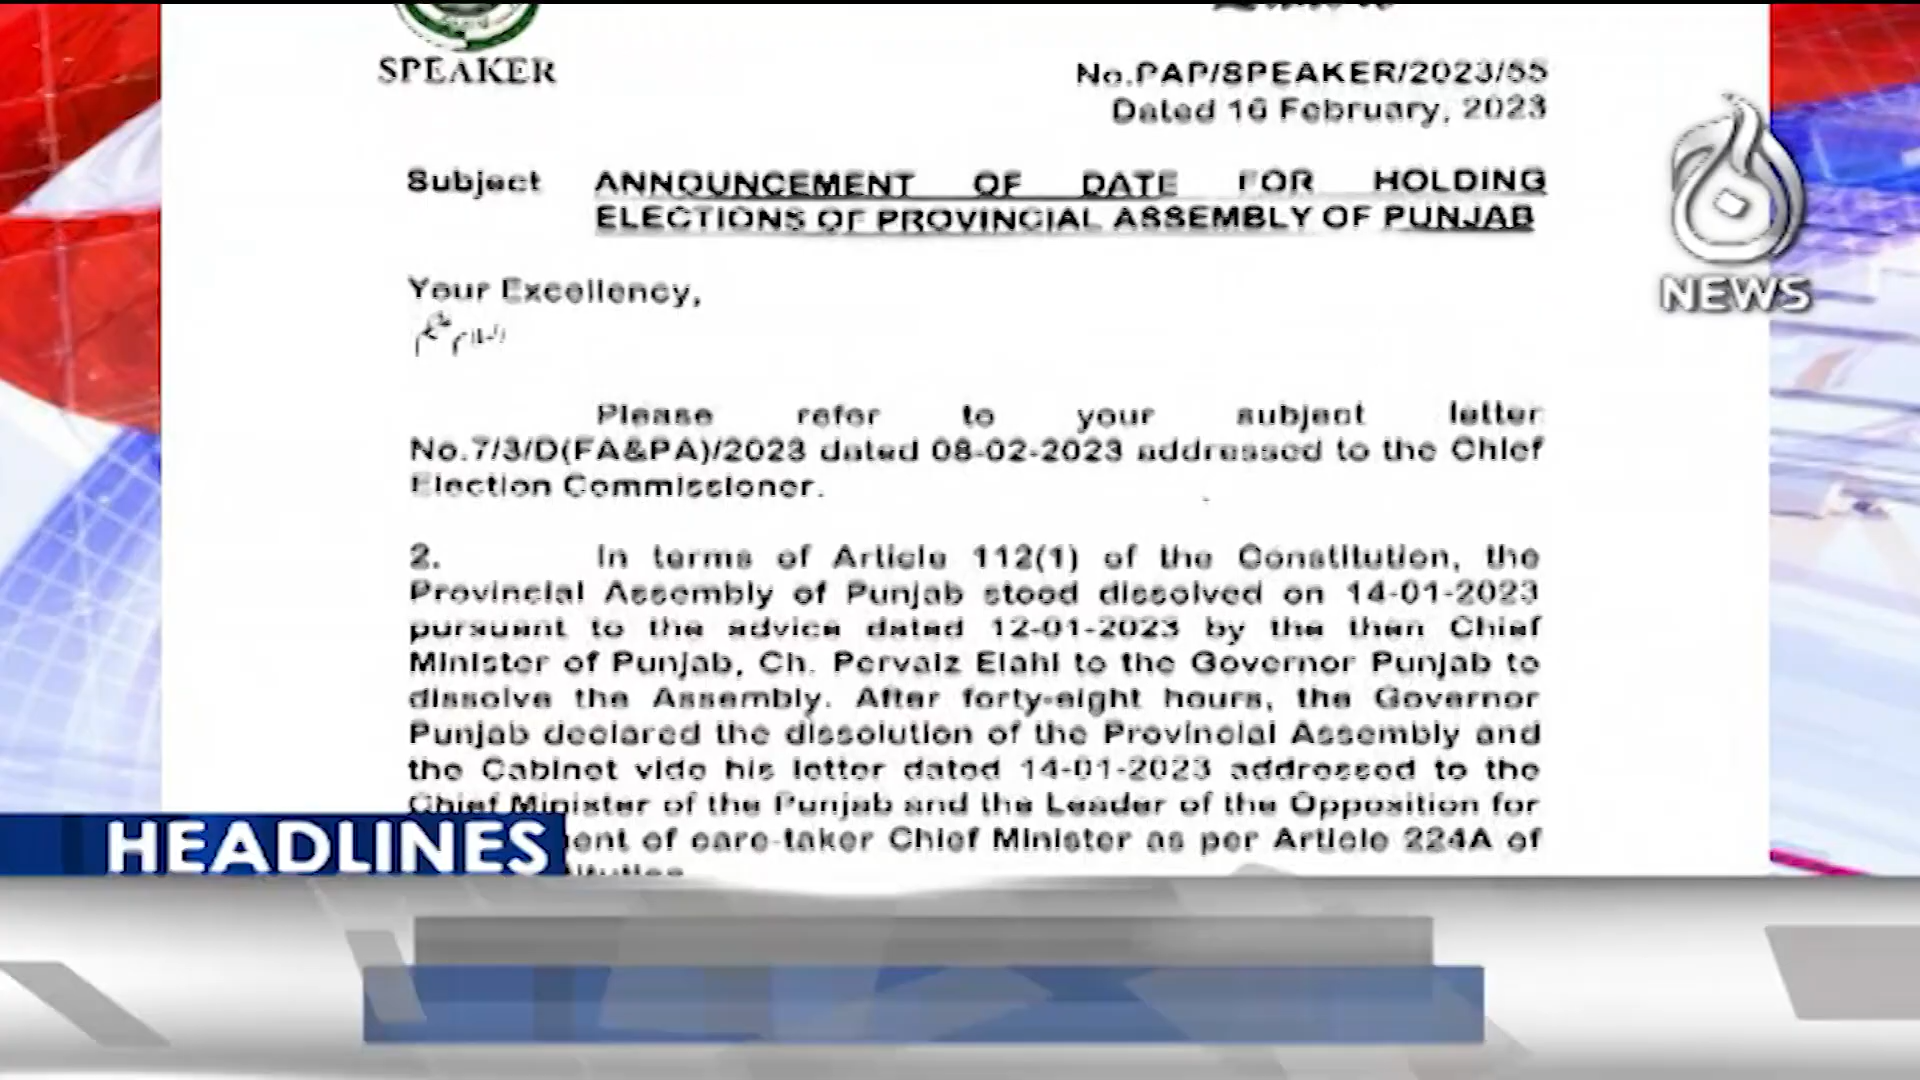 SPEAKER
No.PAP/SPEAKER/2023/55
Dated 16 February, 2023
Subject ANNOUNCEMENT OF DATE FOR HOLDING
ELECTIONS OF PROVINCIAL ASSEMBLY OF PUNJAB
NEWS
Your Excellency,
Please refer to your subject letter
No.7/3/D(FA&PA)/2023 dated 08-02-2023 addressed to the Chief
Election Commissioner.
2. In terms of Article 112(1) of the Constitution, the
Provincial Assembly of Punjab stood dissolved on 14-01-2023
pursuant to the advice dated 12-01-2023 by the then Chief
Minister of Punjab, Ch. Pervaiz Elahi to the Governor Punjab to
dissolve the Assembly. After forty-eight hours, the Governor
Punjab declared the dissolution of the Provincial Assembly and
the Cabinet vide his letter dated 14-01-2023 addressed to the
Chief Minister of the Punjab and the Leader of the Opposition for
ent of care-taker Chief Minister as per Article 224A of
HEADLINES